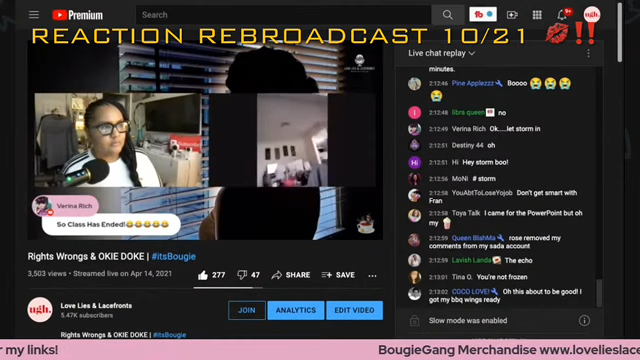 Premium
Search
9+
ugh.
REACTION REBROADCAST 10/21 💋‼️
LOVE LIES & LACEFRONTS
Live chat replay
minutes.
2:12:46 Pine Applezzz Boooo 😭😭😭
😭
2:12:48 libra queen no
2:12:49 Verina Rich Ok.....let storm in
2:12:51 Destiny 44 oh
2:12:51 Hi Hey storm boo!
2:12:56 MoNi # storm
2:12:58 YouAbtToLoseYojob Don't get smart with
Fran
2:12:58 Toya Talk I came for the PowerPoint but oh
my 🍿
2:12:59 Queen BlahMa rose removed my
comments from my sada account
2:12:59 Lavish Landa The echo
2:13:01 Tina O. You're not frozen
2:13:02 COCO LOVE! Oh this about to be good! I
got my bbq wings ready
Slow mode was enabled
Verina Rich
So Class Has Ended!😂😂😂😂
Rights Wrongs & OKIE DOKE | #itsBougie
3,503 views • Streamed live on Apr 14, 2021
277
47
SHARE
SAVE
ugh.
Love Lies & Lacefronts
5.47K subscribers
JOIN
ANALYTICS
EDIT VIDEO
Rights Wrongs & OKIE DOKE | #itsBougie
r my links!
BougieGang Merchandise www.lovelieslace